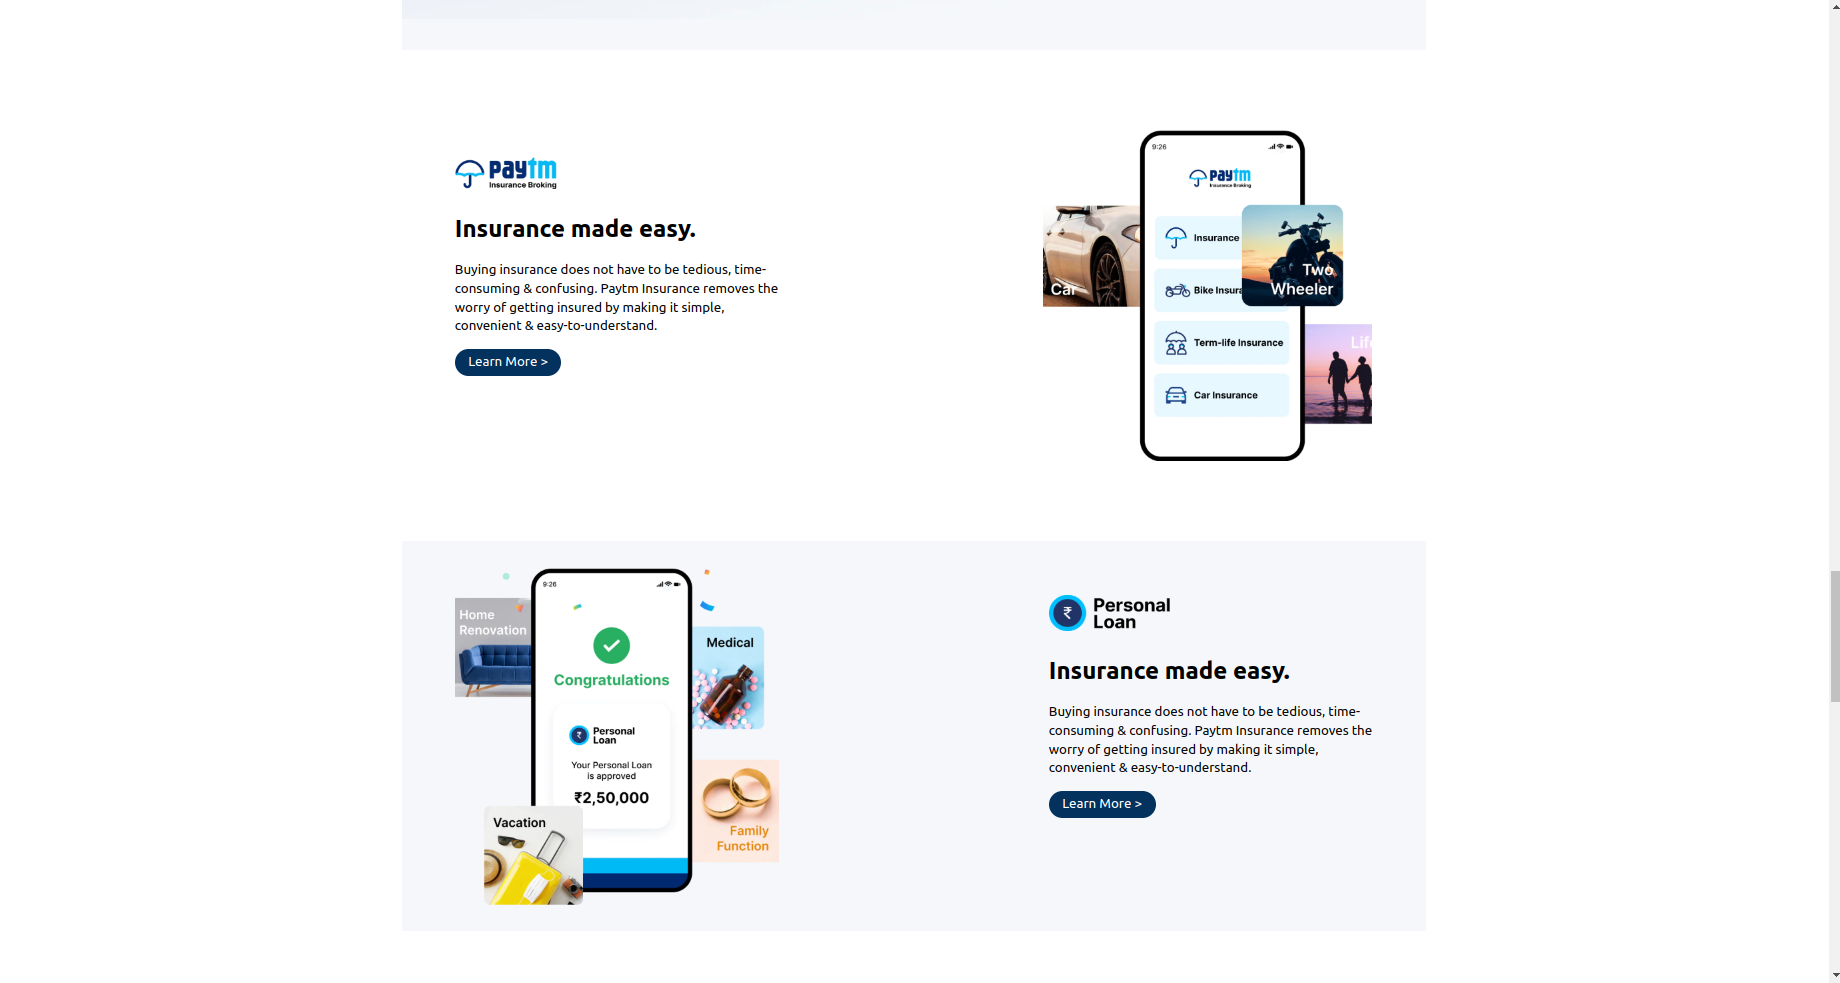 paytm
Insurance Broking
Insurance made easy.
Buying insurance does not have to be tedious, time-
consuming & confusing. Paytm Insurance removes the
worry of getting insured by making it simple,
convenient & easy-to-understand.
Learn More >
9:26
paytm
Insurance Broking
Car
Insurance
Two
Wheeler
Bike Insura
Life
Term-life Insurance
Car Insurance
9:26
Home
Renovation
Medical
Congratulations
Personal
Loan
Your Personal Loan
is approved
₹2,50,000
Vacation
Family
Function
₹ Personal
Loan
Insurance made easy.
Buying insurance does not have to be tedious, time-
consuming & confusing. Paytm Insurance removes the
worry of getting insured by making it simple,
convenient & easy-to-understand.
Learn More >